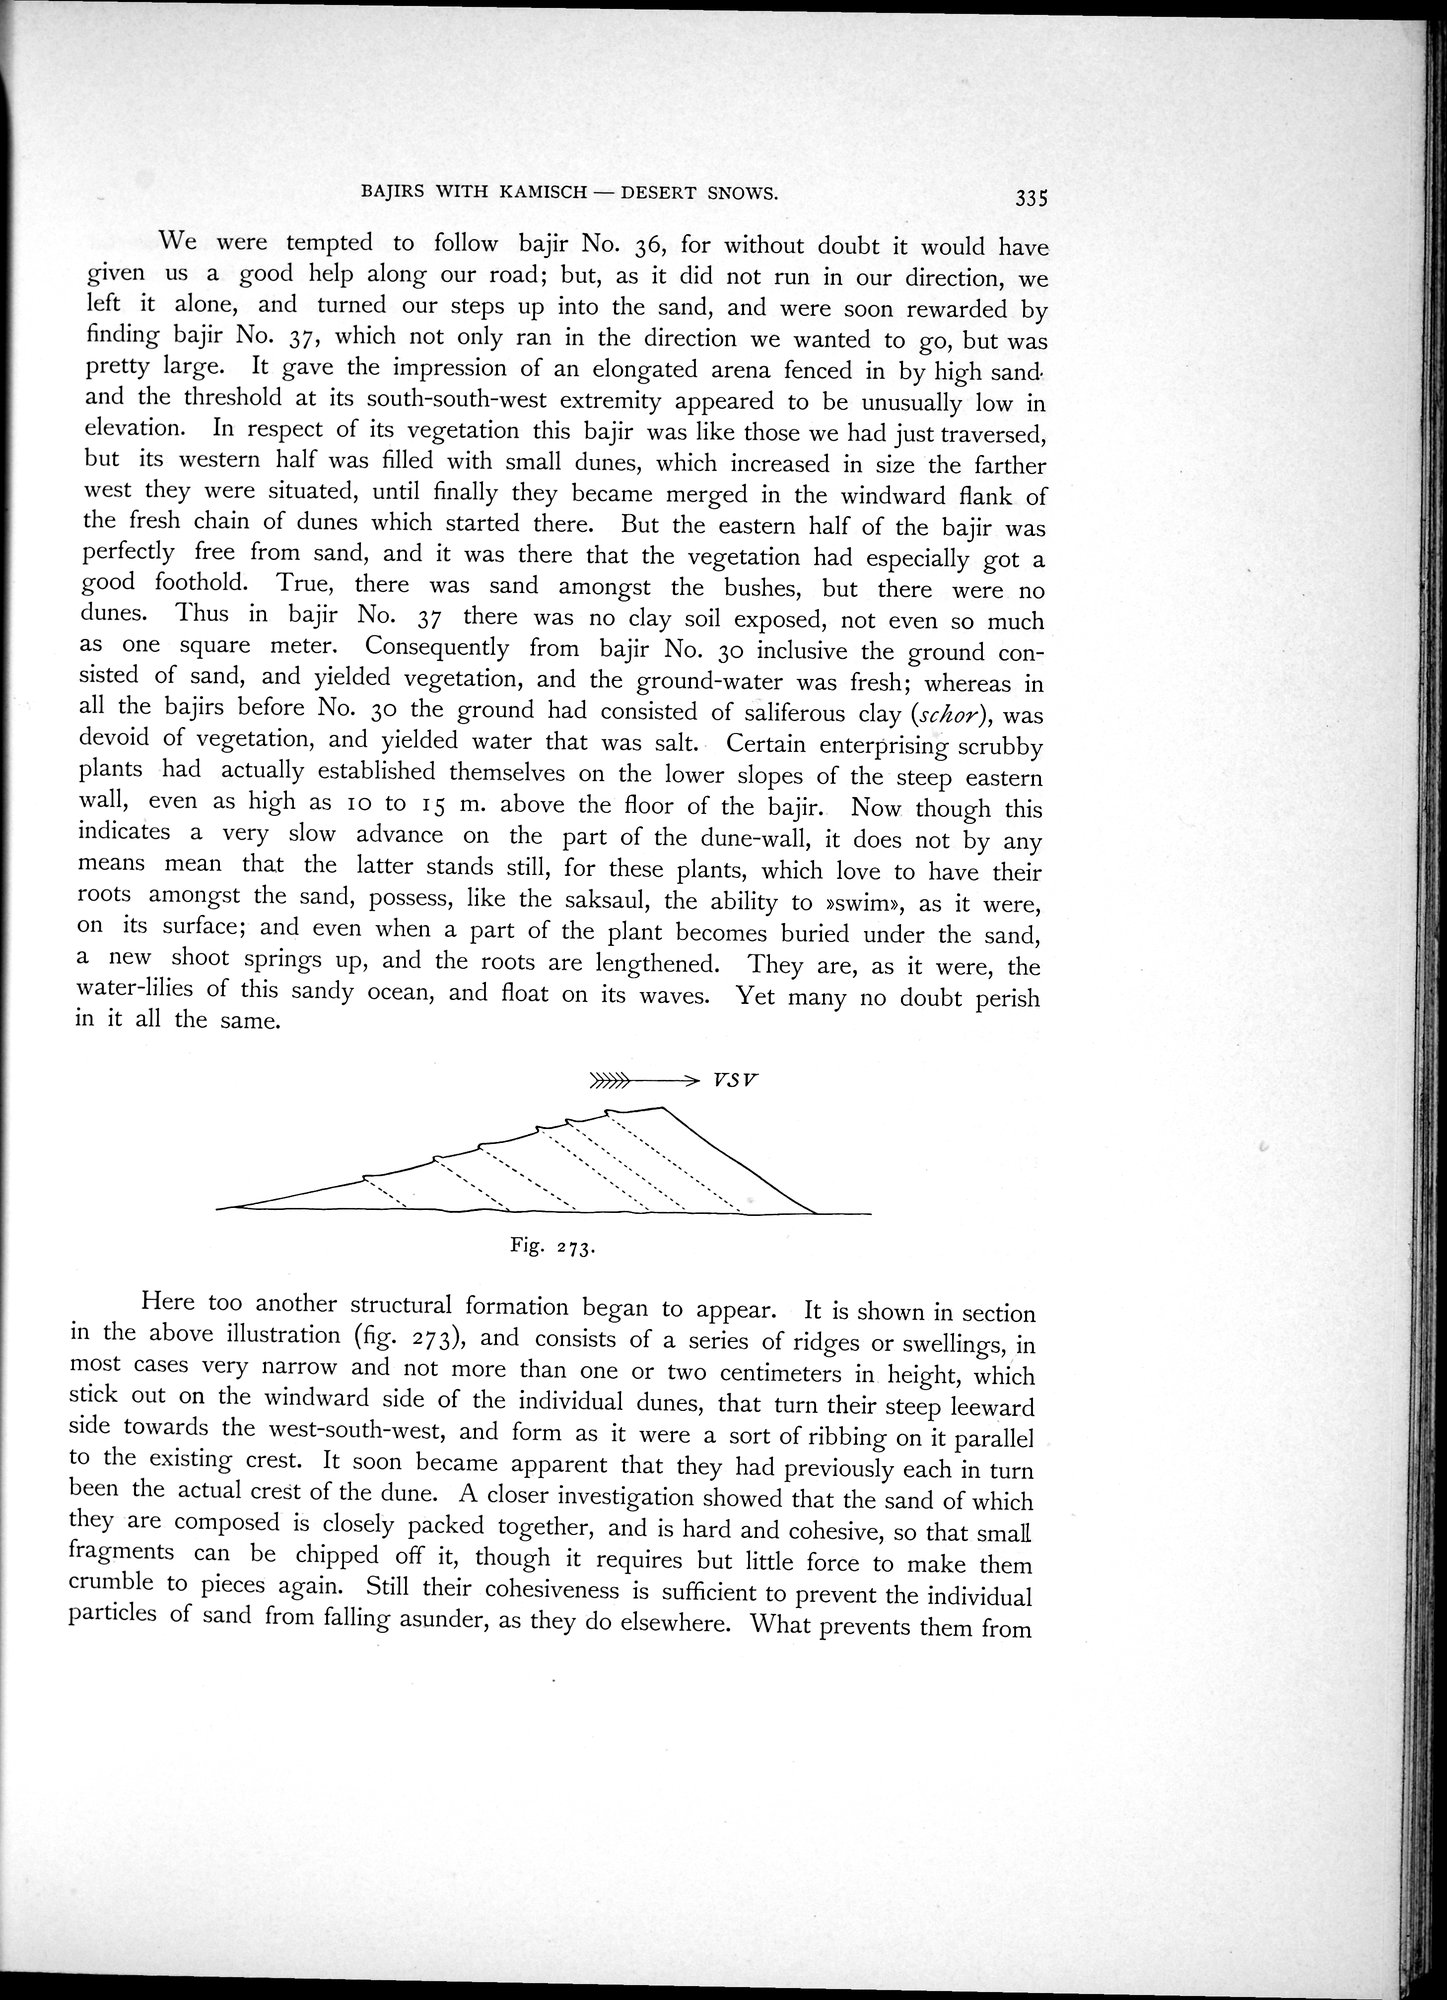 BAJIRS WITH KAMISCH — DESERT SNOWS. 335
We were tempted to follow bajir No. 36, for without doubt it would have
given us a good help along our road; but, as it did not run in our direction, we
left it alone, and turned our steps up into the sand, and were soon rewarded by
finding bajir No. 37, which not only ran in the direction we wanted to go, but was
pretty large. It gave the impression of an elongated arena fenced in by high sand·
and the threshold at its south-south-west extremity appeared to be unusually low in
elevation. In respect of its vegetation this bajir was like those we had just traversed,
but its western half was filled with small dunes, which increased in size the farther
west they were situated, until finally they became merged in the windward flank of
the fresh chain of dunes which started there. But the eastern half of the bajir was
perfectly free from sand, and it was there that the vegetation had especially got a
good foothold. True, there was sand amongst the bushes, but there were no
dunes. Thus in bajir No. 37 there was no clay soil exposed, not even so much
as one square meter. Consequently from bajir No. 30 inclusive the ground con-
sisted of sand, and yielded vegetation, and the ground-water was fresh; whereas in
all the bajirs before No. 30 the ground had consisted of saliferous clay (schor), was
devoid of vegetation, and yielded water that was salt. Certain enterprising scrubby
plants had actually established themselves on the lower slopes of the steep eastern
wall, even as high as 10 to 15 m. above the floor of the bajir. Now though this
indicates a very slow advance on the part of the dune-wall, it does not by any
means mean that the latter stands still, for these plants, which love to have their
roots amongst the sand, possess, like the saksaul, the ability to »swim», as it were,
on its surface; and even when a part of the plant becomes buried under the sand,
a new shoot springs up, and the roots are lengthened. They are, as it were, the
water-lilies of this sandy ocean, and float on its waves. Yet many no doubt perish
in it all the same.
VSV
Fig. 273.
Here too another structural formation began to appear. It is shown in section
in the above illustration (fig. 273), and consists of a series of ridges or swellings, in
most cases very narrow and not more than one or two centimeters in height, which
stick out on the windward side of the individual dunes, that turn their steep leeward
side towards the west-south-west, and form as it were a sort of ribbing on it parallel
to the existing crest. It soon became apparent that they had previously each in turn
been the actual crest of the dune. A closer investigation showed that the sand of which
they are composed is closely packed together, and is hard and cohesive, so that small
fragments can be chipped off it, though it requires but little force to make them
crumble to pieces again. Still their cohesiveness is sufficient to prevent the individual
particles of sand from falling asunder, as they do elsewhere. What prevents them from